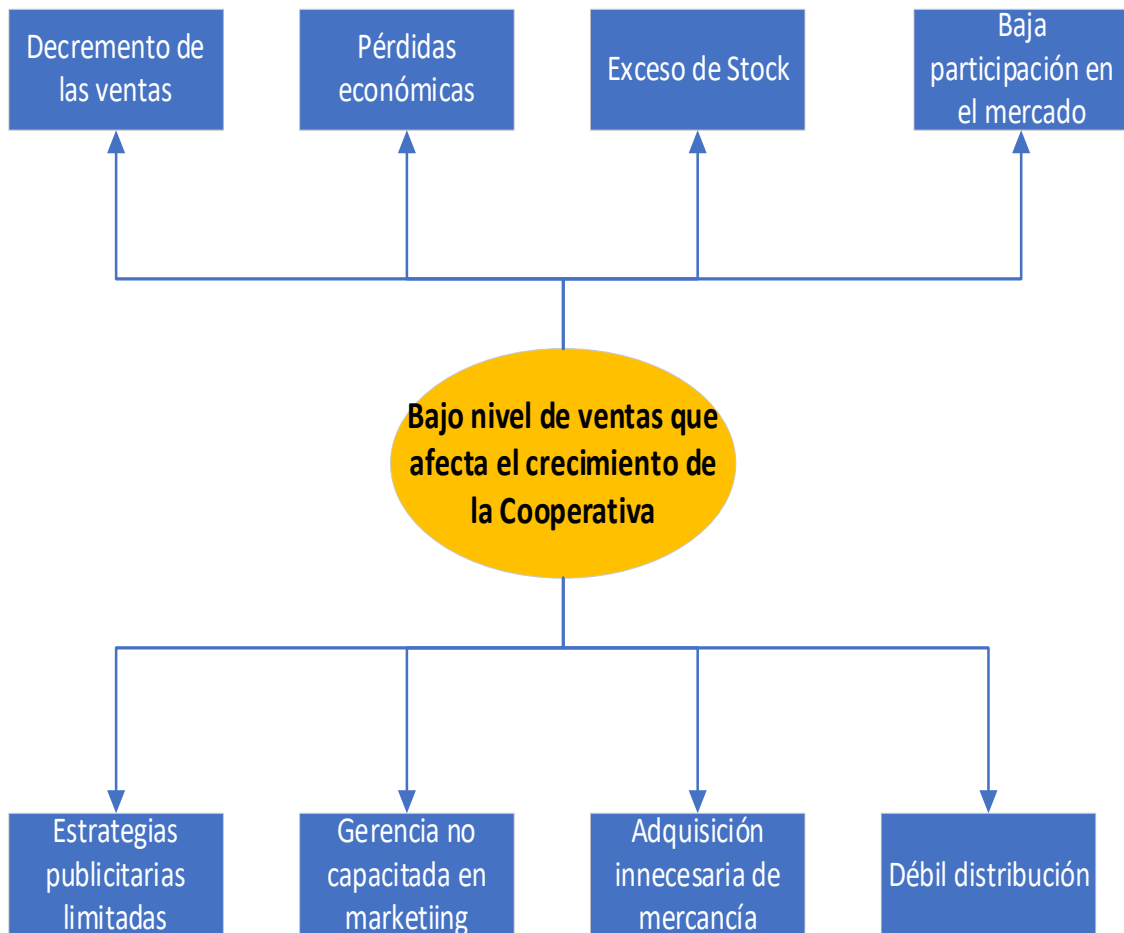 Decremento de
las ventas
Pérdidas
económicas
Exceso de Stock
Baja
participación en
el mercado
Bajo nivel de ventas que
afecta el crecimiento de
la Cooperativa
Estrategias
publicitarias
limitadas
Gerencia no
capacitada en
marketiing
Adquisición
innecesaria de
mercancía
Débil distribución